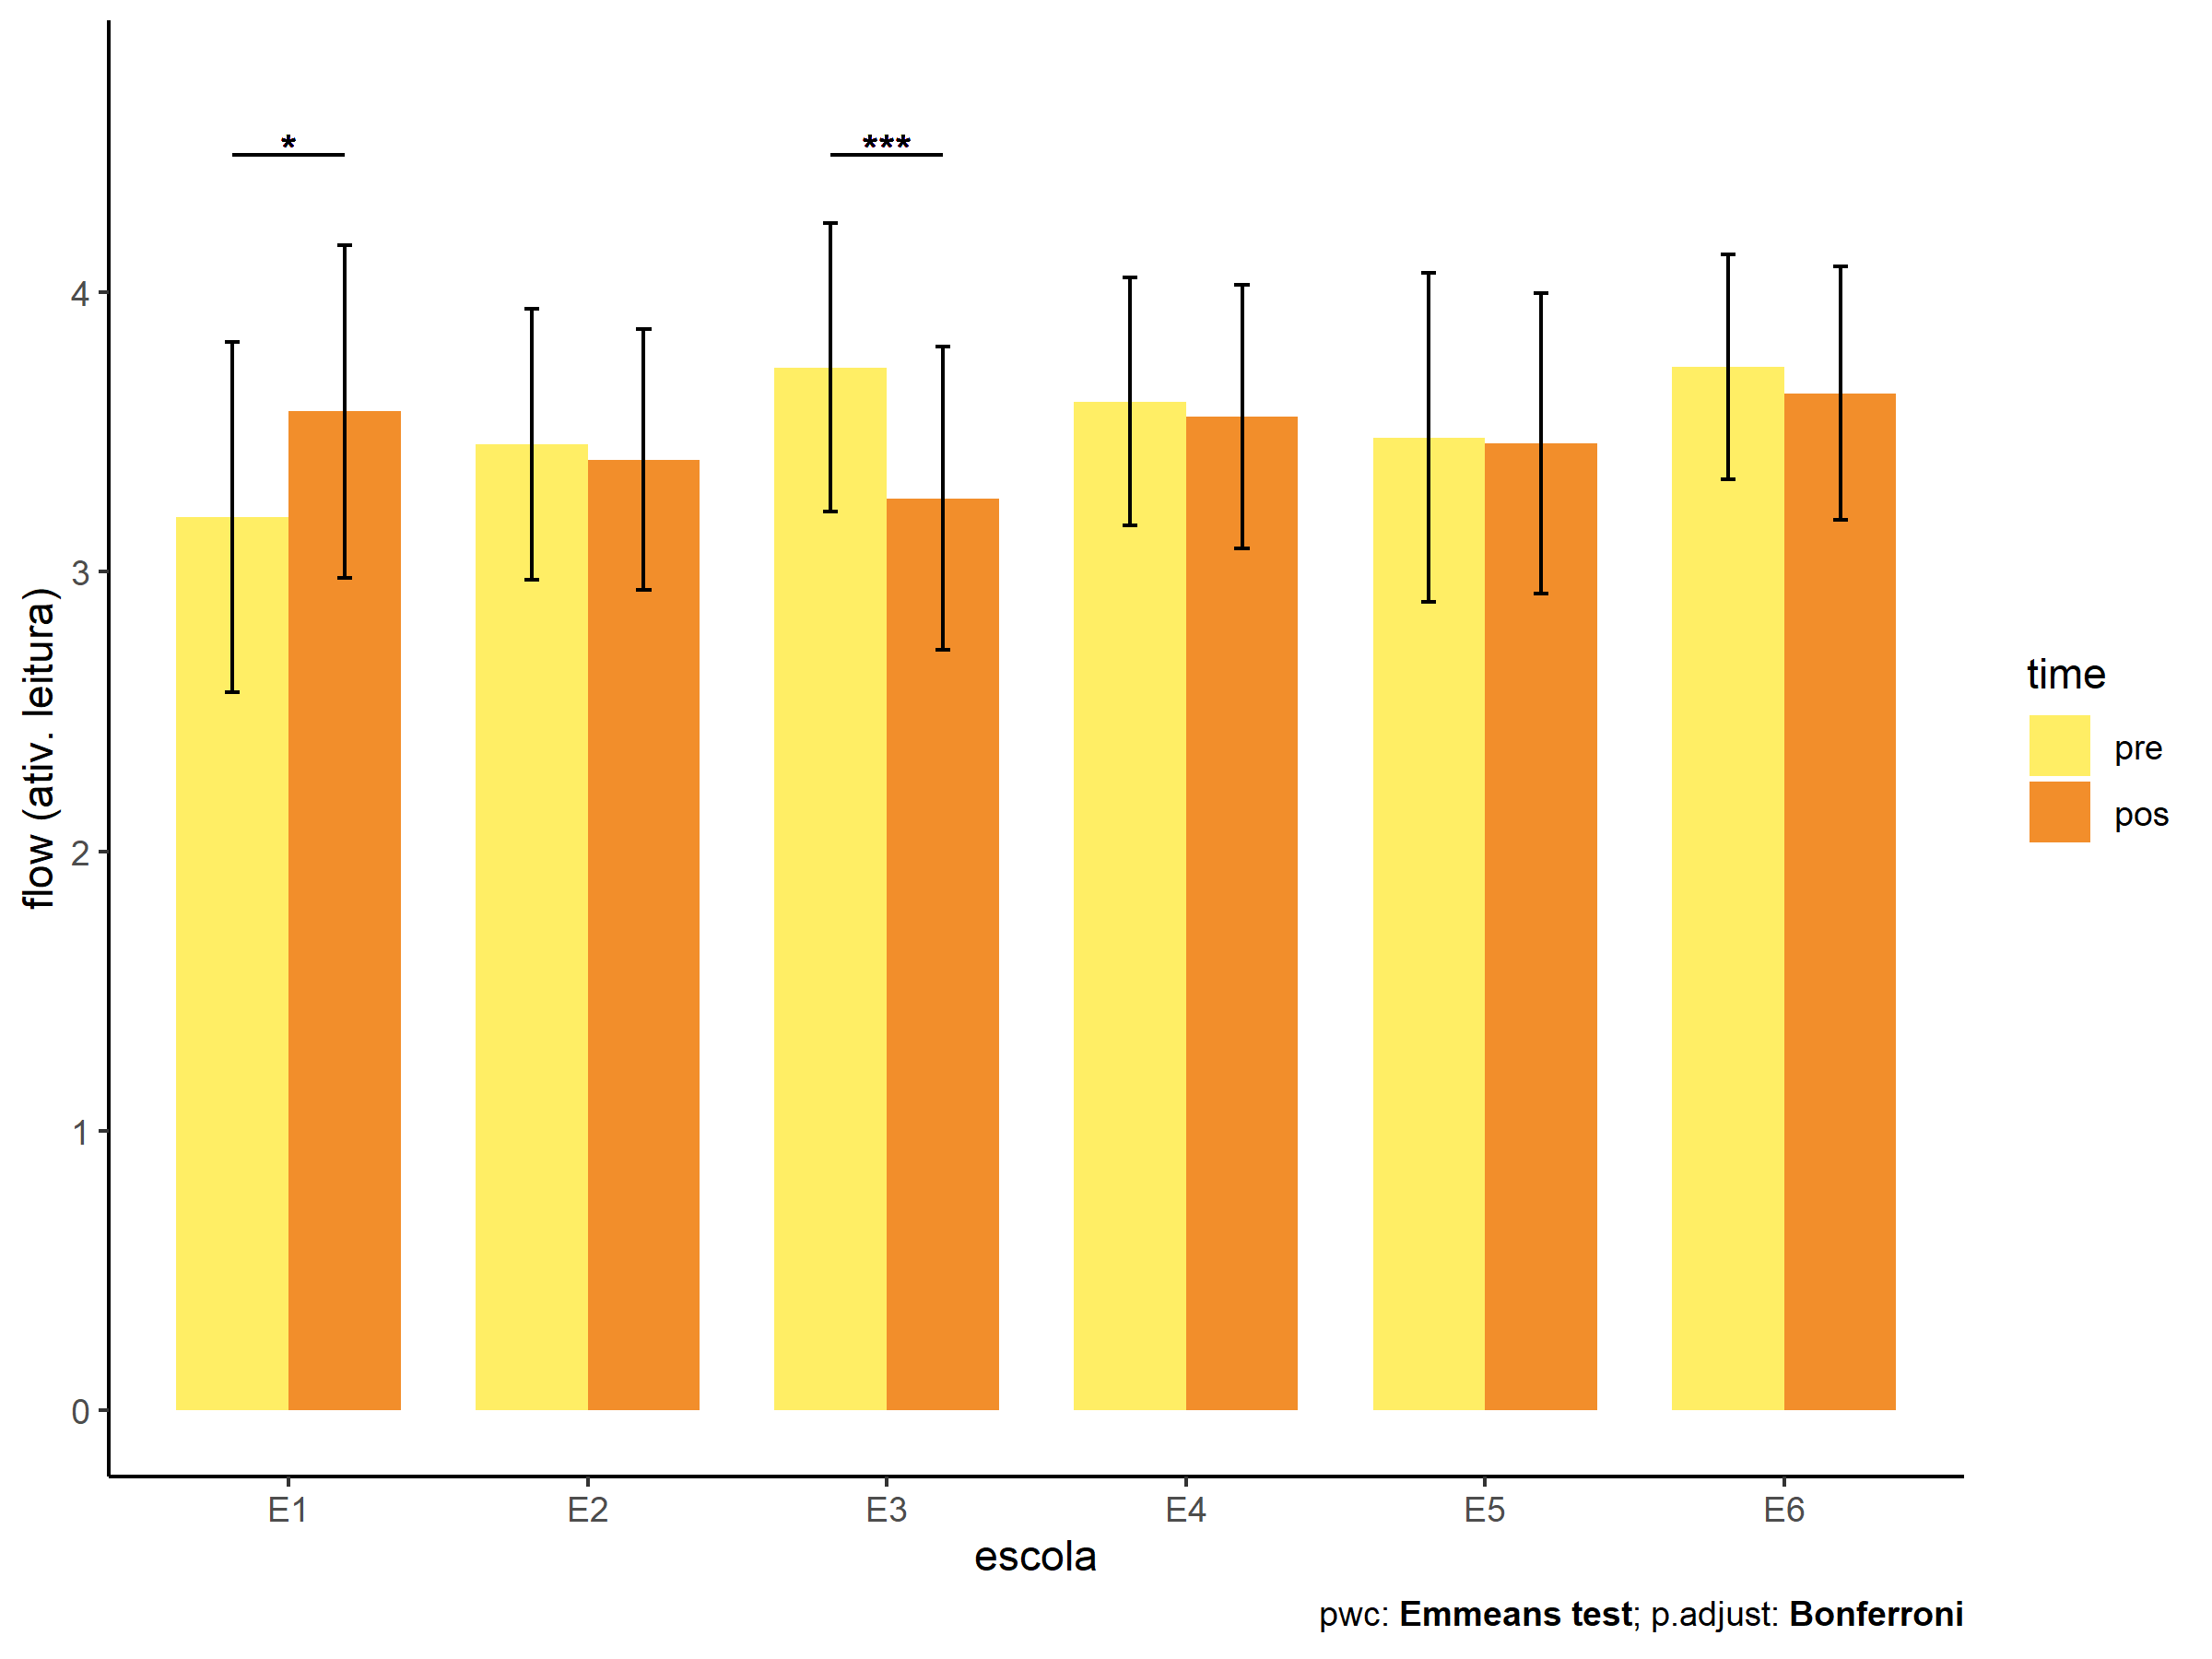 *
***
4
3
2
1
0
flow (ativ. leitura)
E1 E2 E3 E4 E5 E6
escola
time
pre
pos
pwc: Emmeans test; p.adjust: Bonferroni